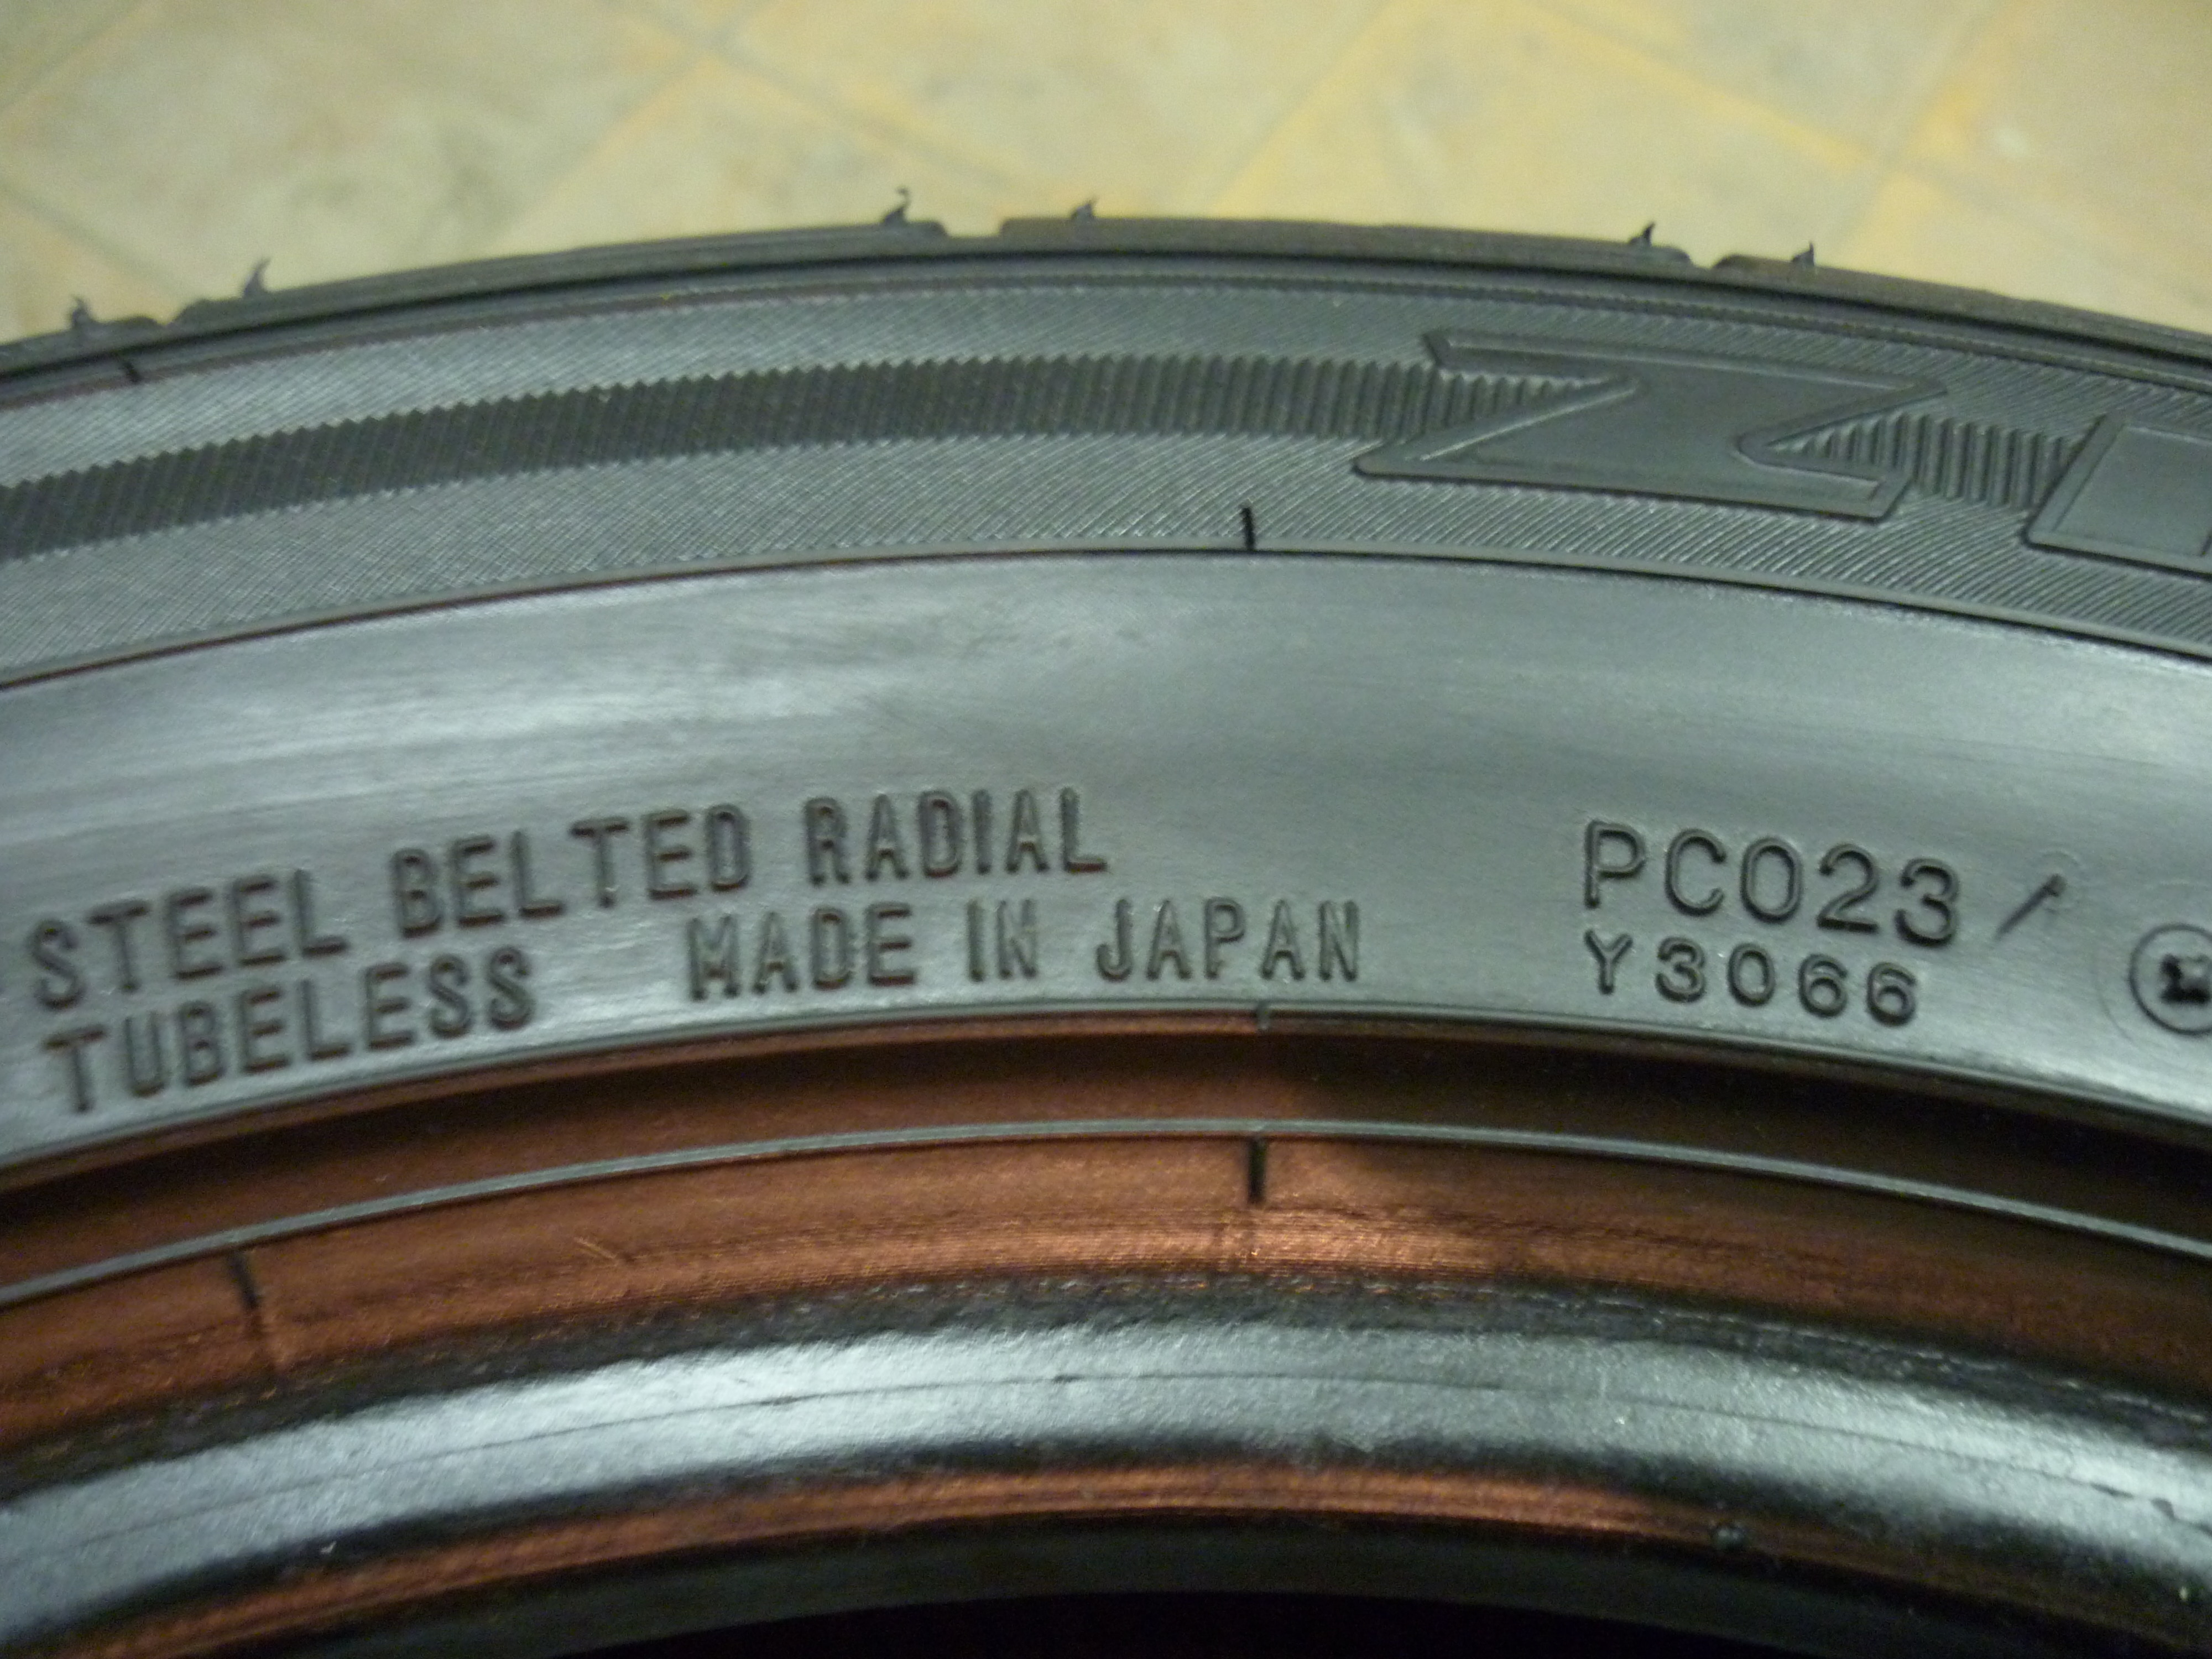 Z
STEEL BELTED RADIAL
TUBELESS MADE IN JAPAN
PC023/
Y3066